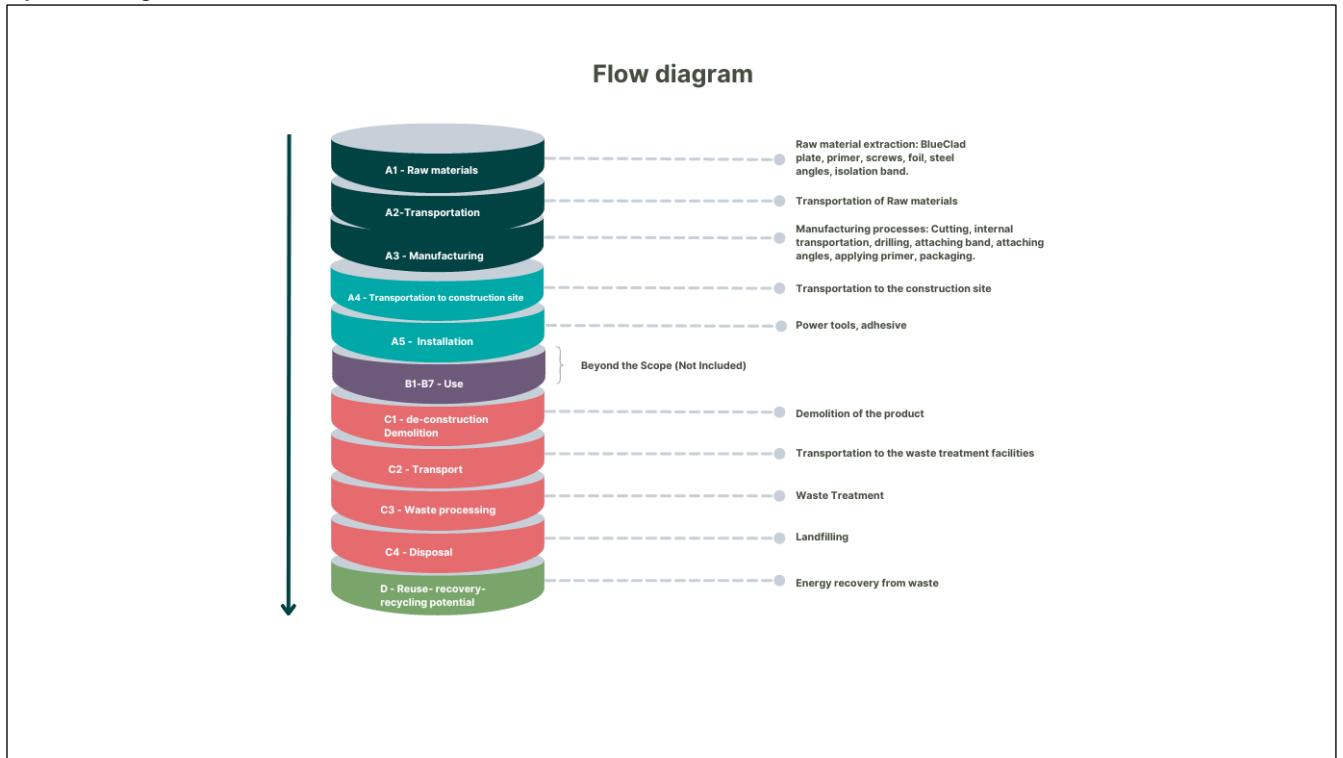 Flow diagram
A1 - Raw materials
Raw material extraction: BlueClad
plate, primer, screws, foil, steel
angles, isolation band.
A2-Transportation
Transportation of Raw materials
A3 - Manufacturing
Manufacturing processes: Cutting, internal
transportation, drilling, attaching band, attaching
angles, applying primer, packaging.
A4 - Transportation to construction site
Transportation to the construction site
A5 - Installation
Power tools, adhesive
B1-B7 - Use
Beyond the Scope (Not Included)
C1 - de-construction
Demolition
Demolition of the product
C2 - Transport
Transportation to the waste treatment facilities
C3 - Waste processing
Waste Treatment
C4 - Disposal
Landfilling
D - Reuse- recovery-
recycling potential
Energy recovery from waste